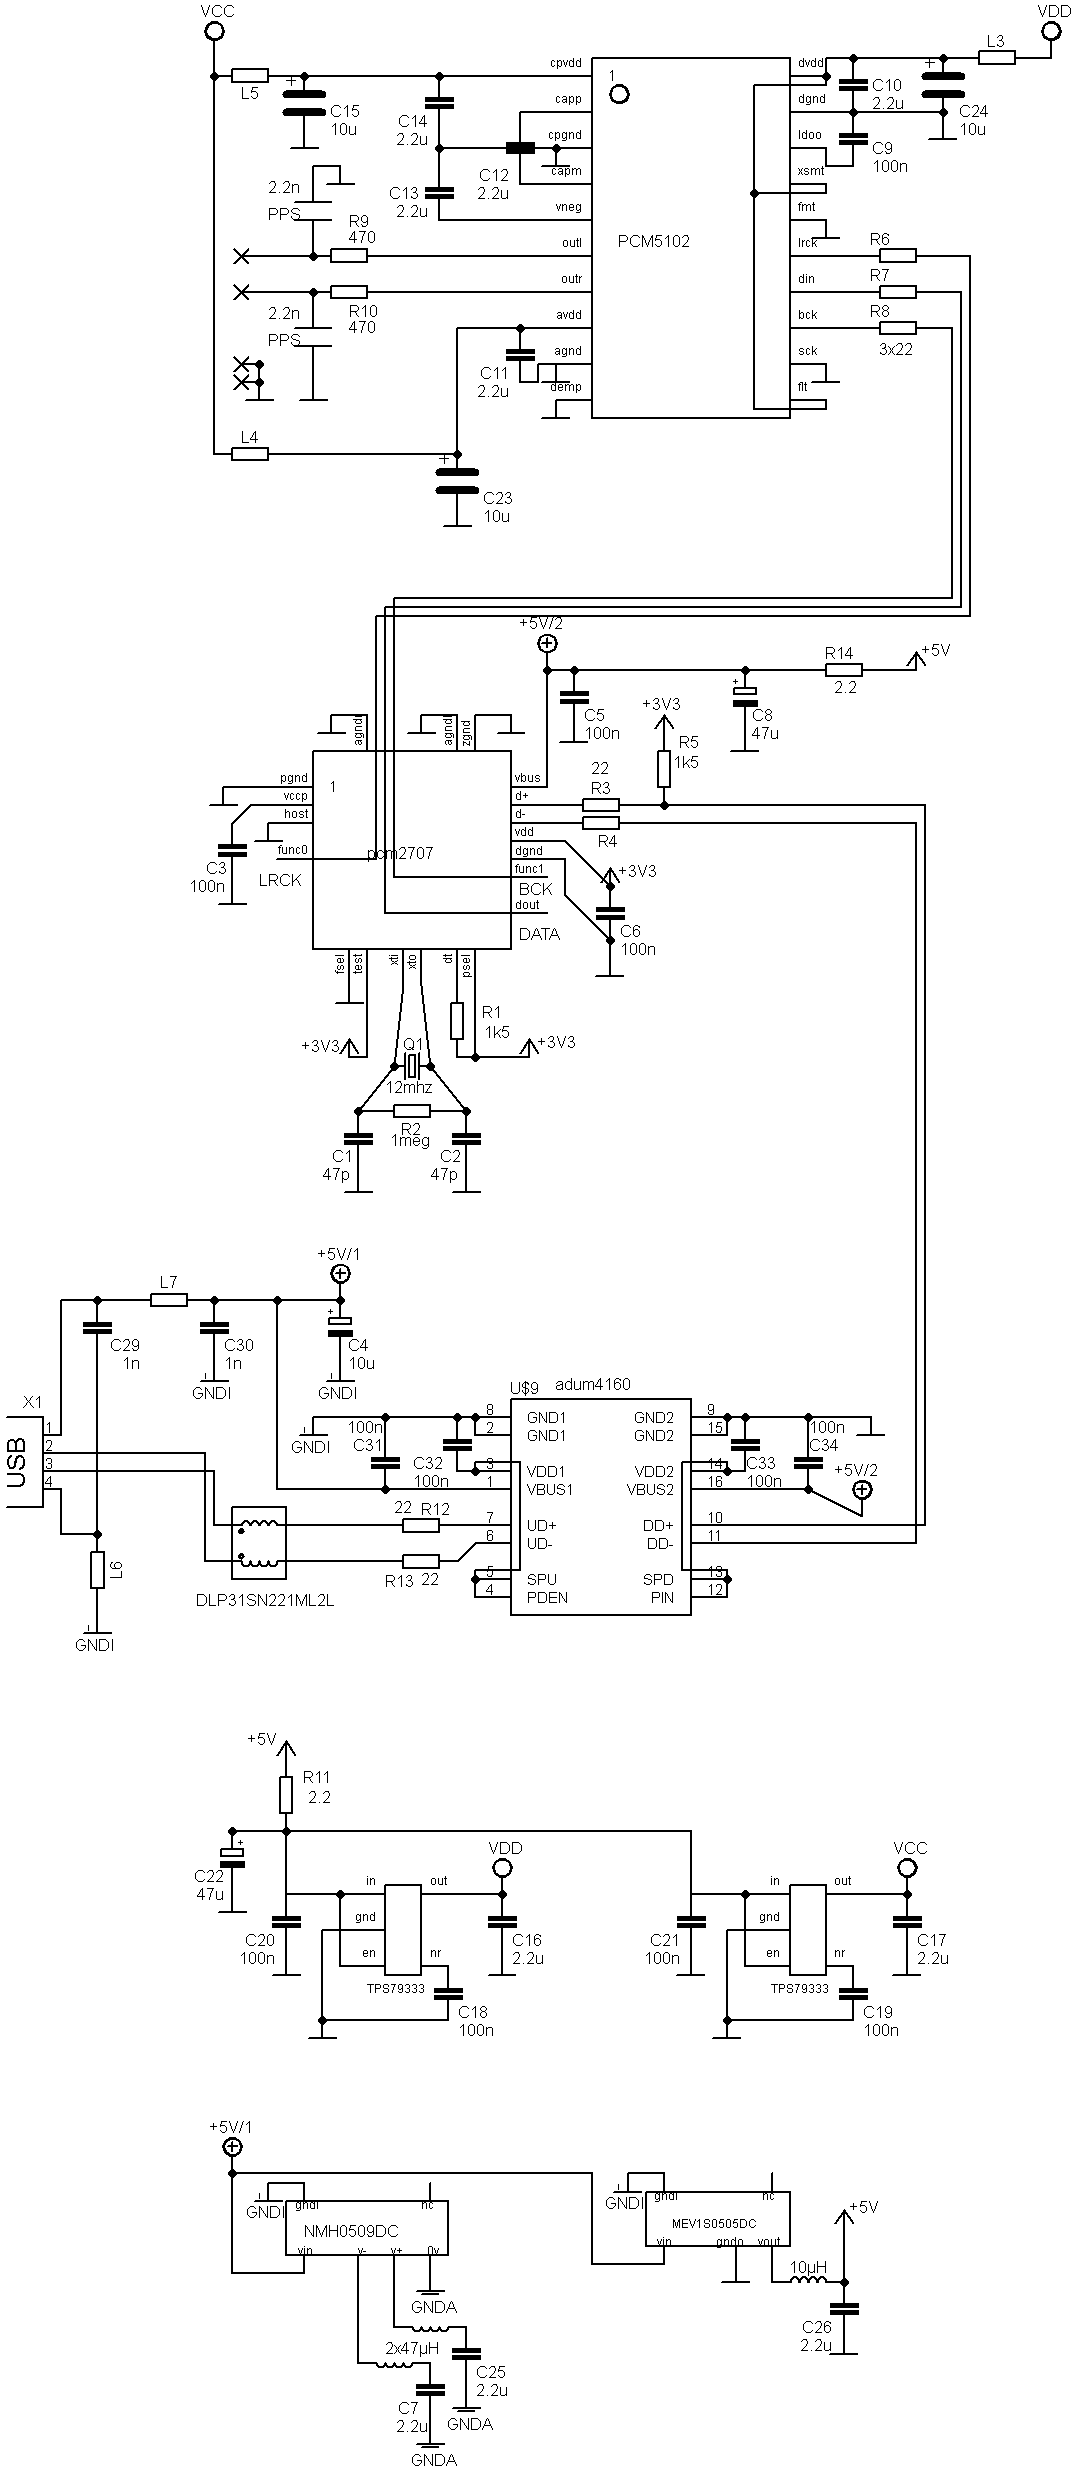 VCC
VDD
L3
cpvdd
1
dvdd
L5
+
C15
10u
C14
2.2u
capp
dgnd
C10
2.2u
+
C24
10u
cpgnd
ldoo
C9
100n
C12
2.2u
capm
xsmt
2.2n
PPS
C13
2.2u
vneg
fmt
R9
470
outl
PCM5102
lrck
R6
outr
din
R7
2.2n
PPS
R10
470
avdd
bck
R8
3x22
C11
2.2u
agnd
sck
demp
flt
L4
+
C23
10u
+5V/2
R14
2.2
+5V
C5
100n
+
C8
47u
+3V3
R5
1k5
agndl
agndl
zgnd
pgnd
1
vbus
22
R3
vccp
d+
host
d-
R4
vdd
func0
pcm2707
dgnd
+3V3
C3
100n
LRCK
func1
BCK
dout
DATA
C6
100n
fsel
test
xti
xto
dt
psel
R1
1k5
+3V3
+3V3
Q1
12mhz
R2
1meg
C1
47p
C2
47p
+5V/1
L7
+
C29
1n
C30
1n
C4
10u
GNDI
GNDI
X1
USB
1
2
3
4
U$9
adum4160
8
GND1
GND2
9
2
GND1
GND2
15
GNDI
100n
C31
C32
100n
100n
C34
C33
100n
3
VDD1
VDD2
14
1
VBUS1
VBUS2
16
+5V/2
22
R12
7
UD+
DD+
10
6
UD-
DD-
11
R13
22
5
SPU
SPD
13
4
PDEN
PIN
12
L6
DLP31SN221ML2L
GNDI
+5V
R11
2.2
+
C22
47u
VDD
VCC
in
out
in
out
gnd
gnd
C20
100n
C16
2.2u
C21
100n
C17
2.2u
en
nr
en
nr
TPS79333
TPS79333
C18
100n
C19
100n
+5V/1
GNDI
gndi
nc
GNDI
gndi
nc
NMH0509DC
MEV1S0505DC
+5V
vin
v-
v+
0v
vin
gndo
vout
10µH
GNDA
C26
2.2u
2x47µH
C25
2.2u
C7
2.2u
GNDA
GNDA